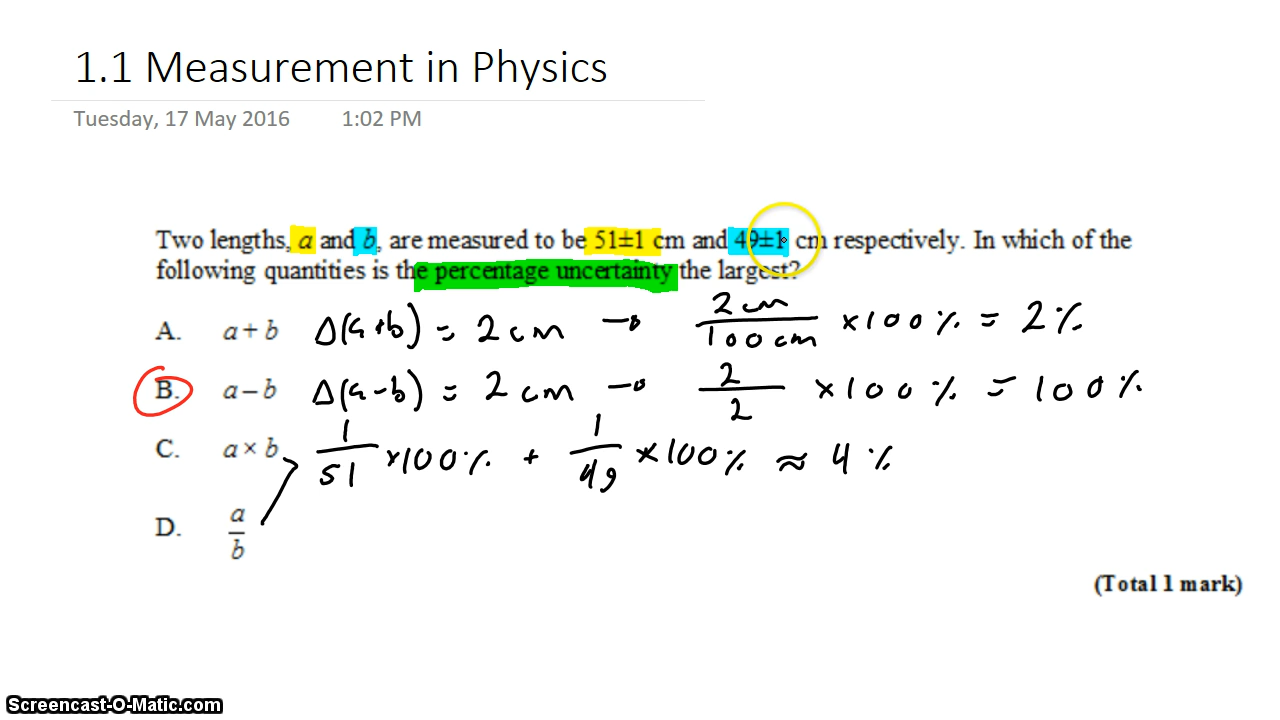 1.1 Measurement in Physics
Tuesday, 17 May 2016 1:02 PM
Two lengths, a and b, are measured to be 51±1 cm and 49±1 cm respectively. In which of the
following quantities is the percentage uncertainty the largest?
A. a + b Δ(a+b) = 2 cm → 2 cm / 100 cm × 100 % = 2 %
B. a − b Δ(a-b) = 2 cm → 2 / 2 × 100 % = 100 %
C. a × b 1 / 51 × 100 % + 1 / 49 × 100 % ≈ 4 %
D. a / b
(Total 1 mark)
Screencast-O-Matic.com